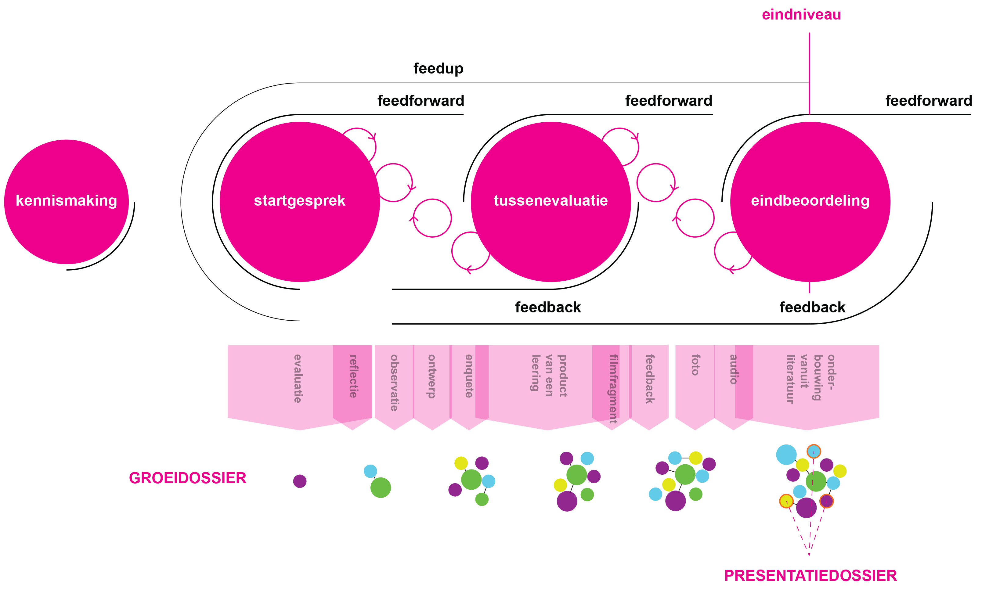 eindniveau
feedup
feedforward
feedforward
feedforward
kennismaking
startgesprek
tussenevaluatie
eindbeoordeling
feedback
feedback
evaluatie
reflectie
observatie
ontwerp
enquete
product
van een
leering
filmfragment
feedback
foto
audio
onder-
bouwing
vanuit
literatuur
GROEIDOSSIER
PRESENTATIEDOSSIER